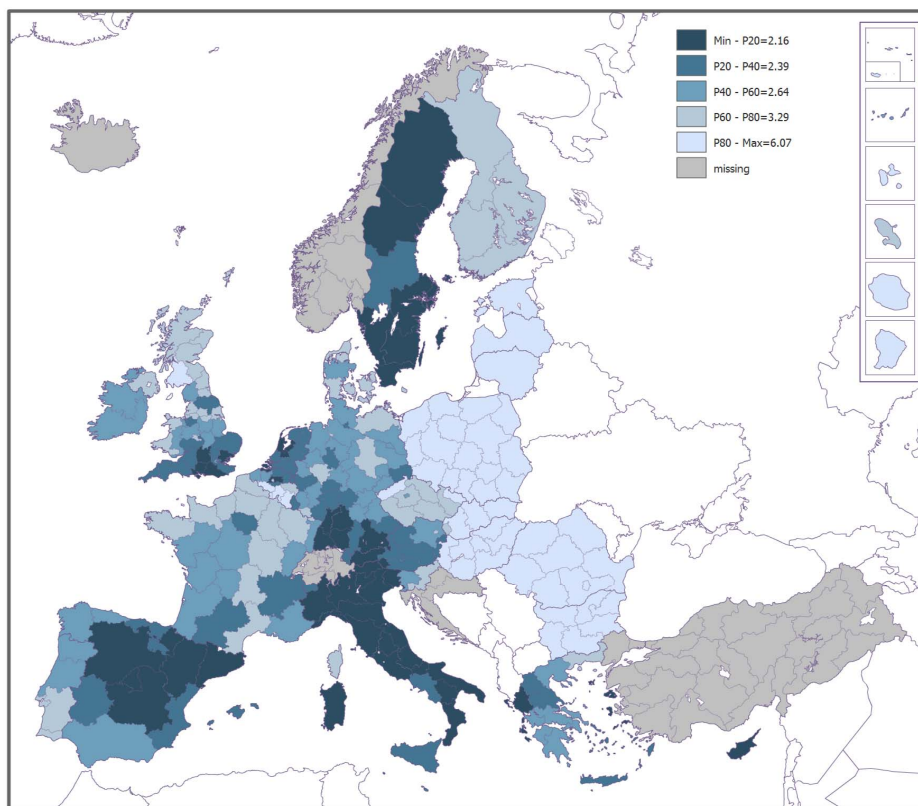 Min - P20=2.16
P20 - P40=2.39
P40 - P60=2.64
P60 - P80=3.29
P80 - Max=6.07
missing